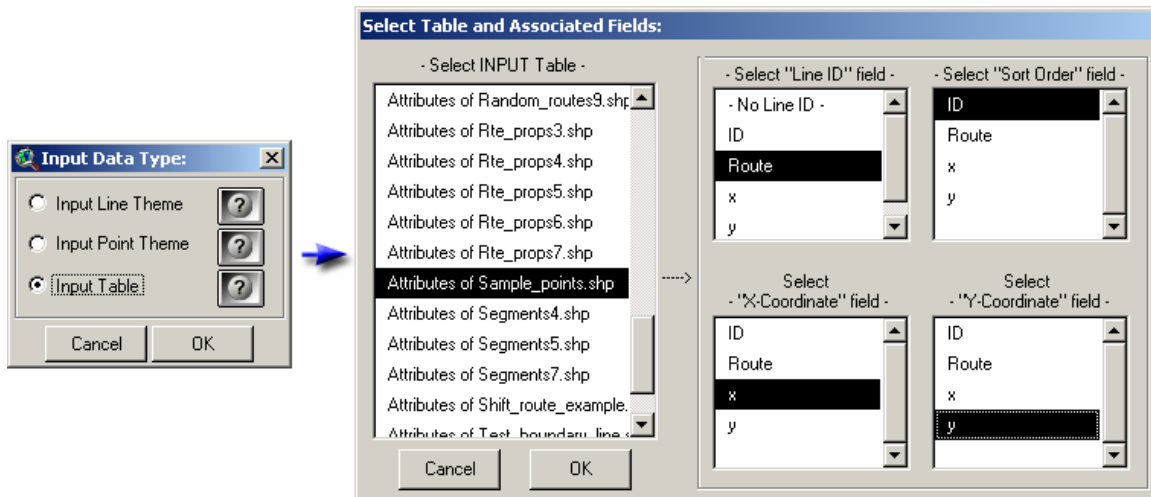 Input Data Type:
Input Line Theme
?
Input Point Theme
?
Input Table
?
Cancel
OK
Select Table and Associated Fields:
- Select INPUT Table -
Attributes of Random_routes9.shp
Attributes of Rte_props3.shp
Attributes of Rte_props4.shp
Attributes of Rte_props5.shp
Attributes of Rte_props6.shp
Attributes of Rte_props7.shp
Attributes of Sample_points.shp
Attributes of Segments4.shp
Attributes of Segments5.shp
Attributes of Segments7.shp
Attributes of Shift_route_example.
Attributes of Test_boundary_line.s
Cancel
OK
---->
- Select "Line ID" field -
- No Line ID -
ID
Route
x
y
- Select "Sort Order" field -
ID
Route
x
y
Select
- "X-Coordinate" field -
ID
Route
x
y
Select
- "Y-Coordinate" field -
ID
Route
x
y